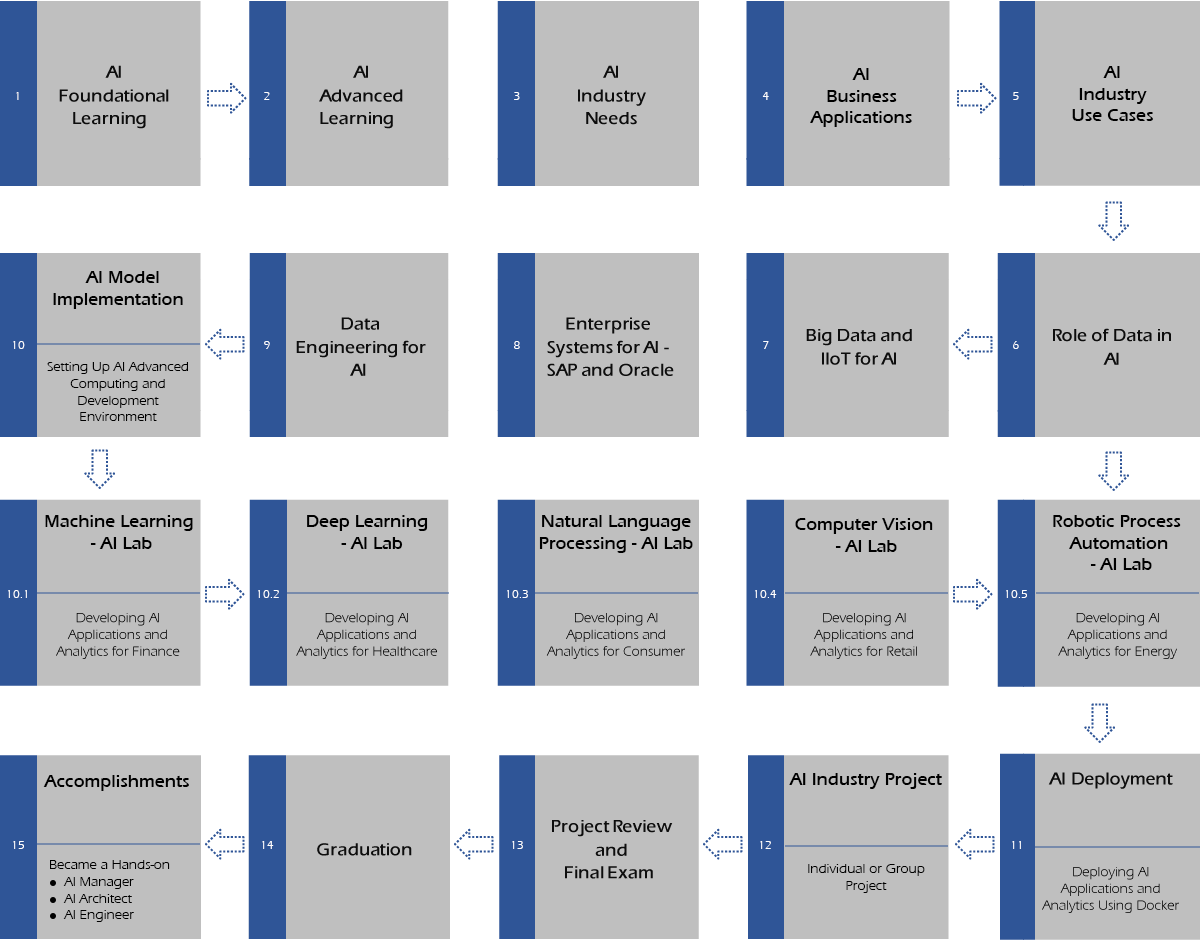 1
AI
Foundational
Learning
2
AI
Advanced
Learning
3
AI
Industry
Needs
4
AI
Business
Applications
5
AI
Industry
Use Cases
10
AI Model
Implementation
Setting Up AI Advanced
Computing and
Development
Environment
9
Data
Engineering for
AI
8
Enterprise
Systems for AI -
SAP and Oracle
7
Big Data and
IIoT for AI
6
Role of Data in
AI
10.1
Machine Learning
- AI Lab
Developing AI
Applications and
Analytics for Finance
10.2
Deep Learning
- AI Lab
Developing AI
Applications and
Analytics for Healthcare
10.3
Natural Language
Processing - AI Lab
Developing AI
Applications and
Analytics for Consumer
10.4
Computer Vision
- AI Lab
Developing AI
Applications and
Analytics for Retail
10.5
Robotic Process
Automation
- AI Lab
Developing AI
Applications and
Analytics for Energy
15
Accomplishments
Became a Hands-on
● AI Manager
● AI Architect
● AI Engineer
14
Graduation
13
Project Review
and
Final Exam
12
AI Industry Project
Individual or Group
Project
11
AI Deployment
Deploying AI
Applications and
Analytics Using Docker